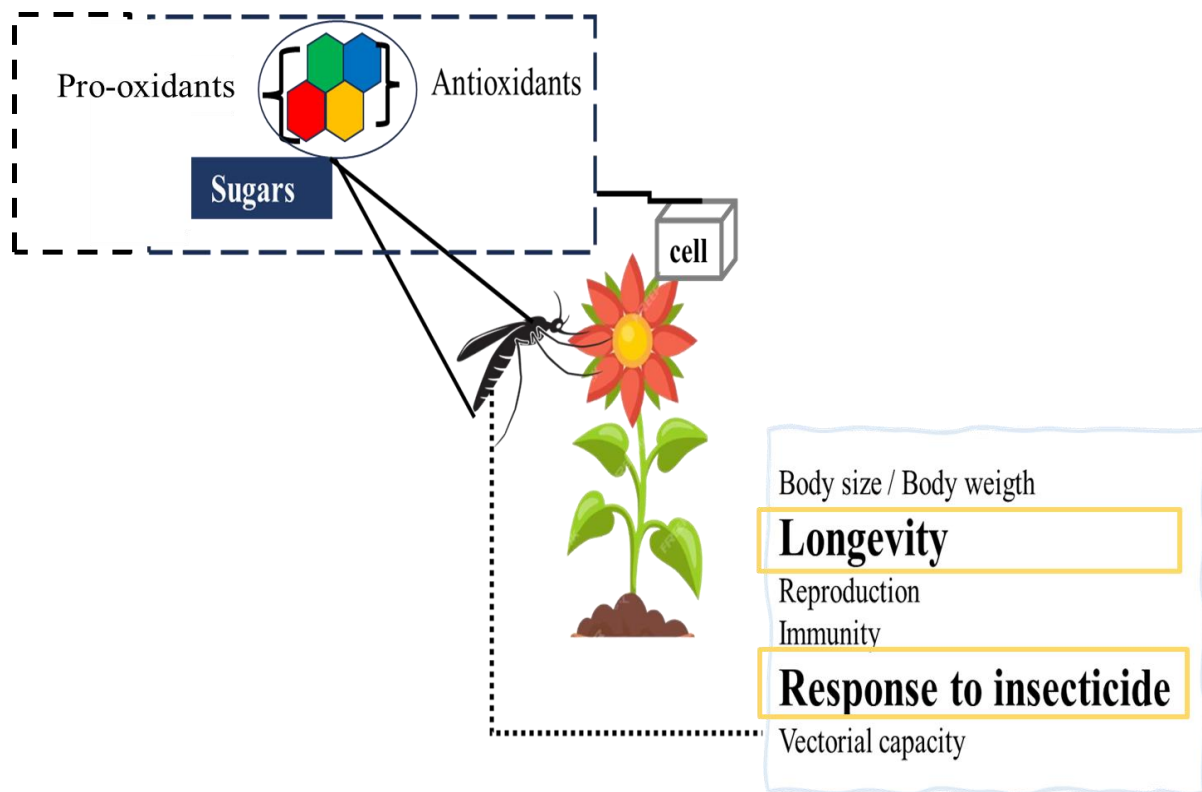 Pro-oxidants
Antioxidants
Sugars
cell
Body size / Body weigth
Longevity
Reproduction
Immunity
Response to insecticide
Vectorial capacity